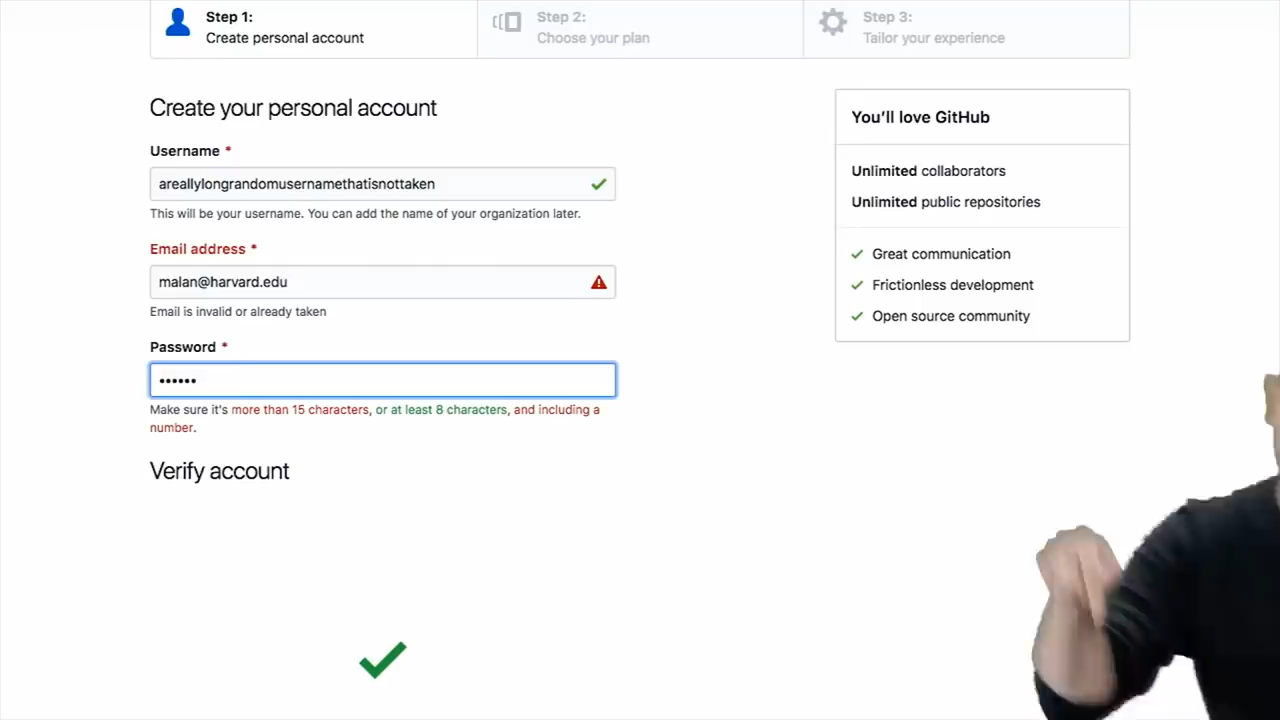 Step 1:
Create personal account
Step 2:
Choose your plan
Step 3:
Tailor your experience
Create your personal account
Username *
areallylongrandomusernamethatisnottaken
This will be your username. You can add the name of your organization later.
Email address *
malan@harvard.edu
Email is invalid or already taken
Password *
••••••
Make sure it's more than 15 characters, or at least 8 characters, and including a
number.
Verify account
You'll love GitHub
Unlimited collaborators
Unlimited public repositories
Great communication
Frictionless development
Open source community